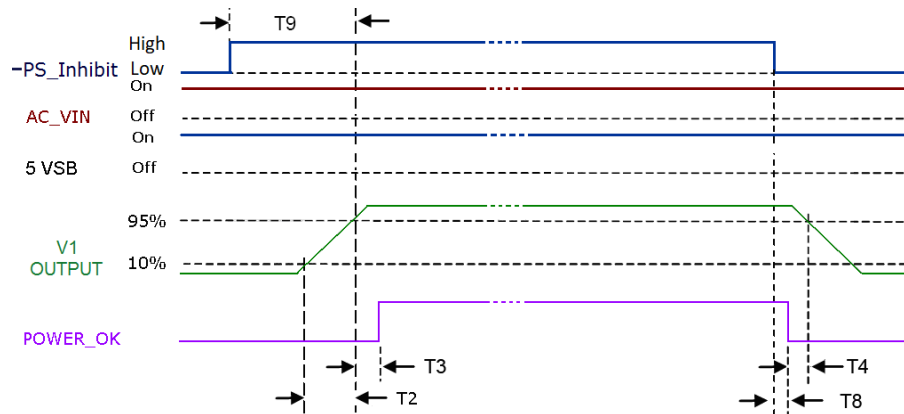 T9
High
−PS_Inhibit Low
On
AC_VIN Off
On
5 VSB Off
95%
V1
OUTPUT
10%
POWER_OK
T3
T4
T2
T8